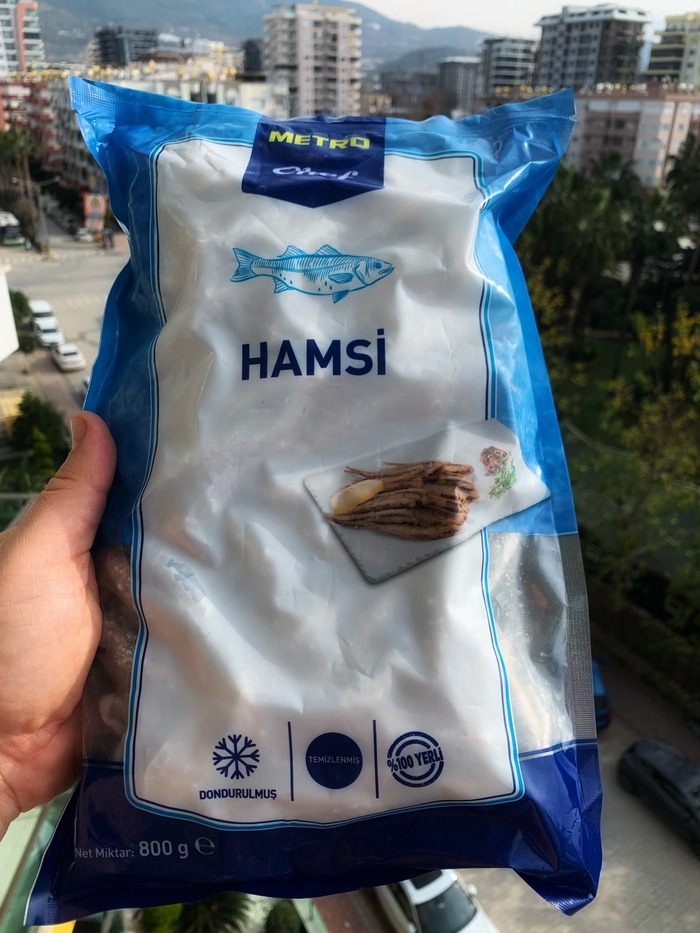 METRO
Chef
HAMSİ
DONDURULMUŞ
TEMİZLENMİŞ
%100 YERLİ
Net Miktar: 800 g ℮